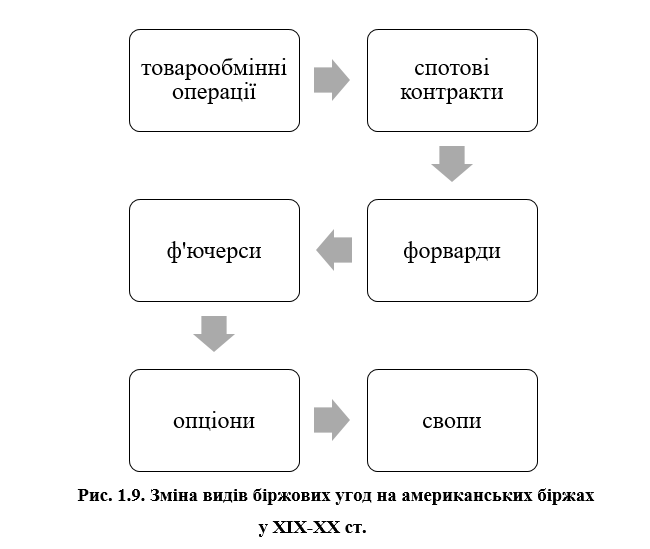 товарообмінні
операції
спотові
контракти
форварди
ф'ючерси
опціони
свопи
Рис. 1.9. Зміна видів біржових угод на американських біржах
у XIX-XX ст.